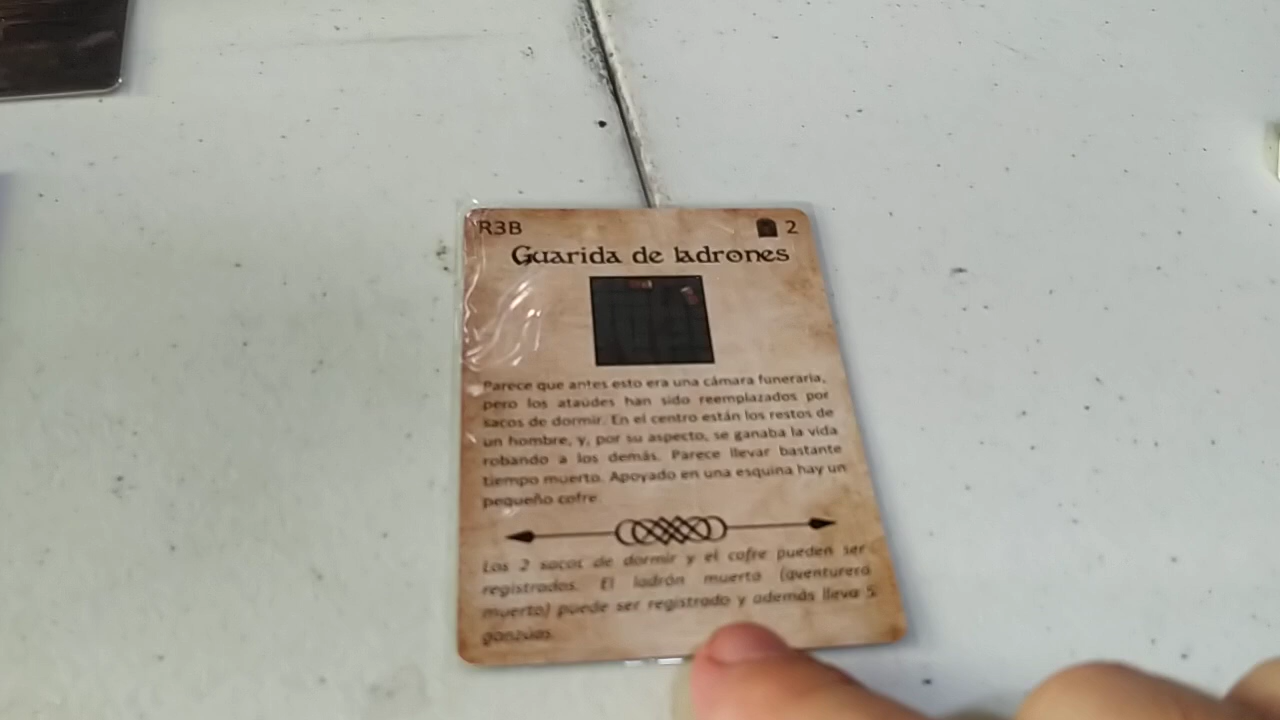 R3B
2
Guarida de ladrones
Parece que antes esto era una cámara funeraria,
pero los ataúdes han sido reemplazados por
sacos de dormir. En el centro están los restos de
un hombre, y, por su aspecto, se ganaba la vida
robando a los demás. Parece llevar bastante
tiempo muerto. Apoyado en una esquina hay un
pequeño cofre
Los 2 sacos de dormir y el cofre pueden ser
registrados. El ladrón muerto (aventurero
muerto) puede ser registrado y además lleva 5
ganzúas.